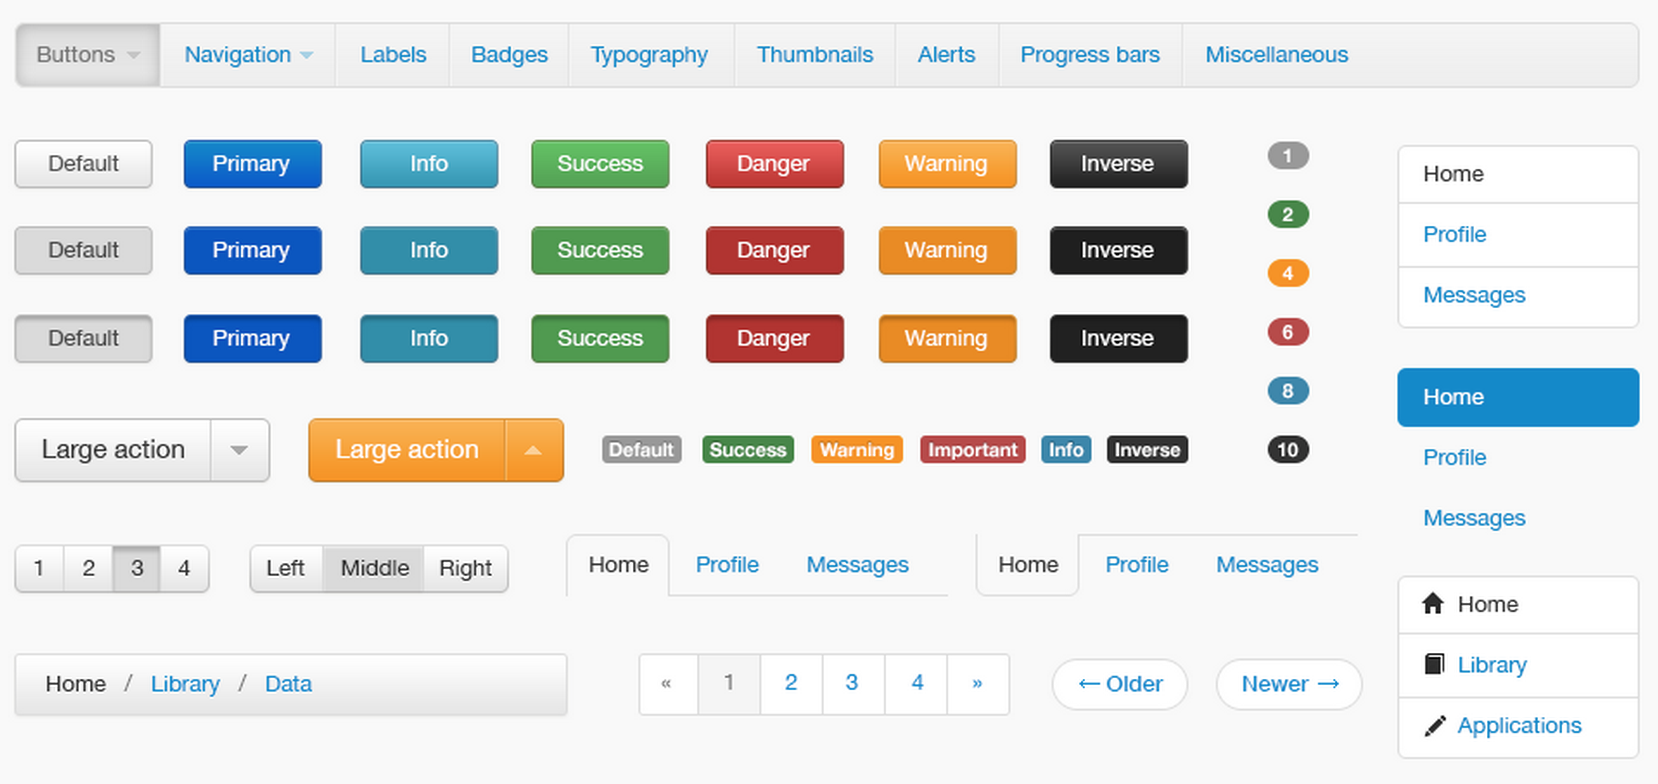 Buttons Navigation Labels Badges Typography Thumbnails Alerts Progress bars Miscellaneous
Default Primary Info Success Danger Warning Inverse
1
Home
2
Profile
Default Primary Info Success Danger Warning Inverse
4
Messages
Default Primary Info Success Danger Warning Inverse
6
8
Home
Large action Large action Default Success Warning Important Info Inverse 10
Profile
Messages
1 2 3 4 Left Middle Right Home Profile Messages Home Profile Messages
Home
Library
Home / Library / Data « 1 2 3 4 » ← Older Newer →
Applications